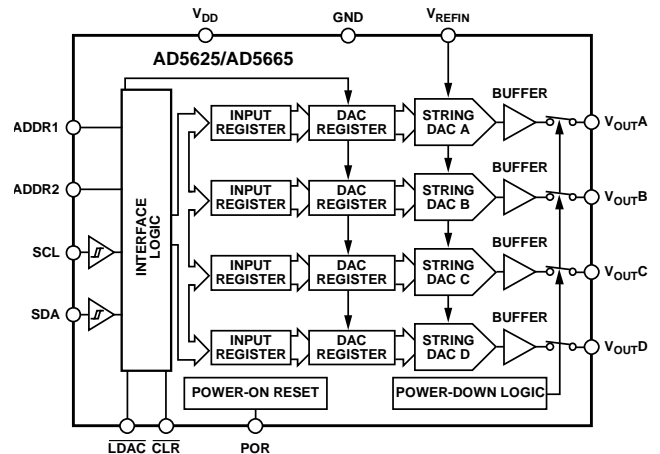 VDD
GND
VREFIN
AD5625/AD5665
BUFFER
ADDR1
INPUT
REGISTER
DAC
REGISTER
STRING
DAC A
VOUTA
BUFFER
ADDR2
INPUT
REGISTER
DAC
REGISTER
STRING
DAC B
VOUTB
INTERFACE
LOGIC
BUFFER
SCL
INPUT
REGISTER
DAC
REGISTER
STRING
DAC C
VOUTC
BUFFER
SDA
INPUT
REGISTER
DAC
REGISTER
STRING
DAC D
VOUTD
POWER-ON RESET
POWER-DOWN LOGIC
LDAC
CLR
POR